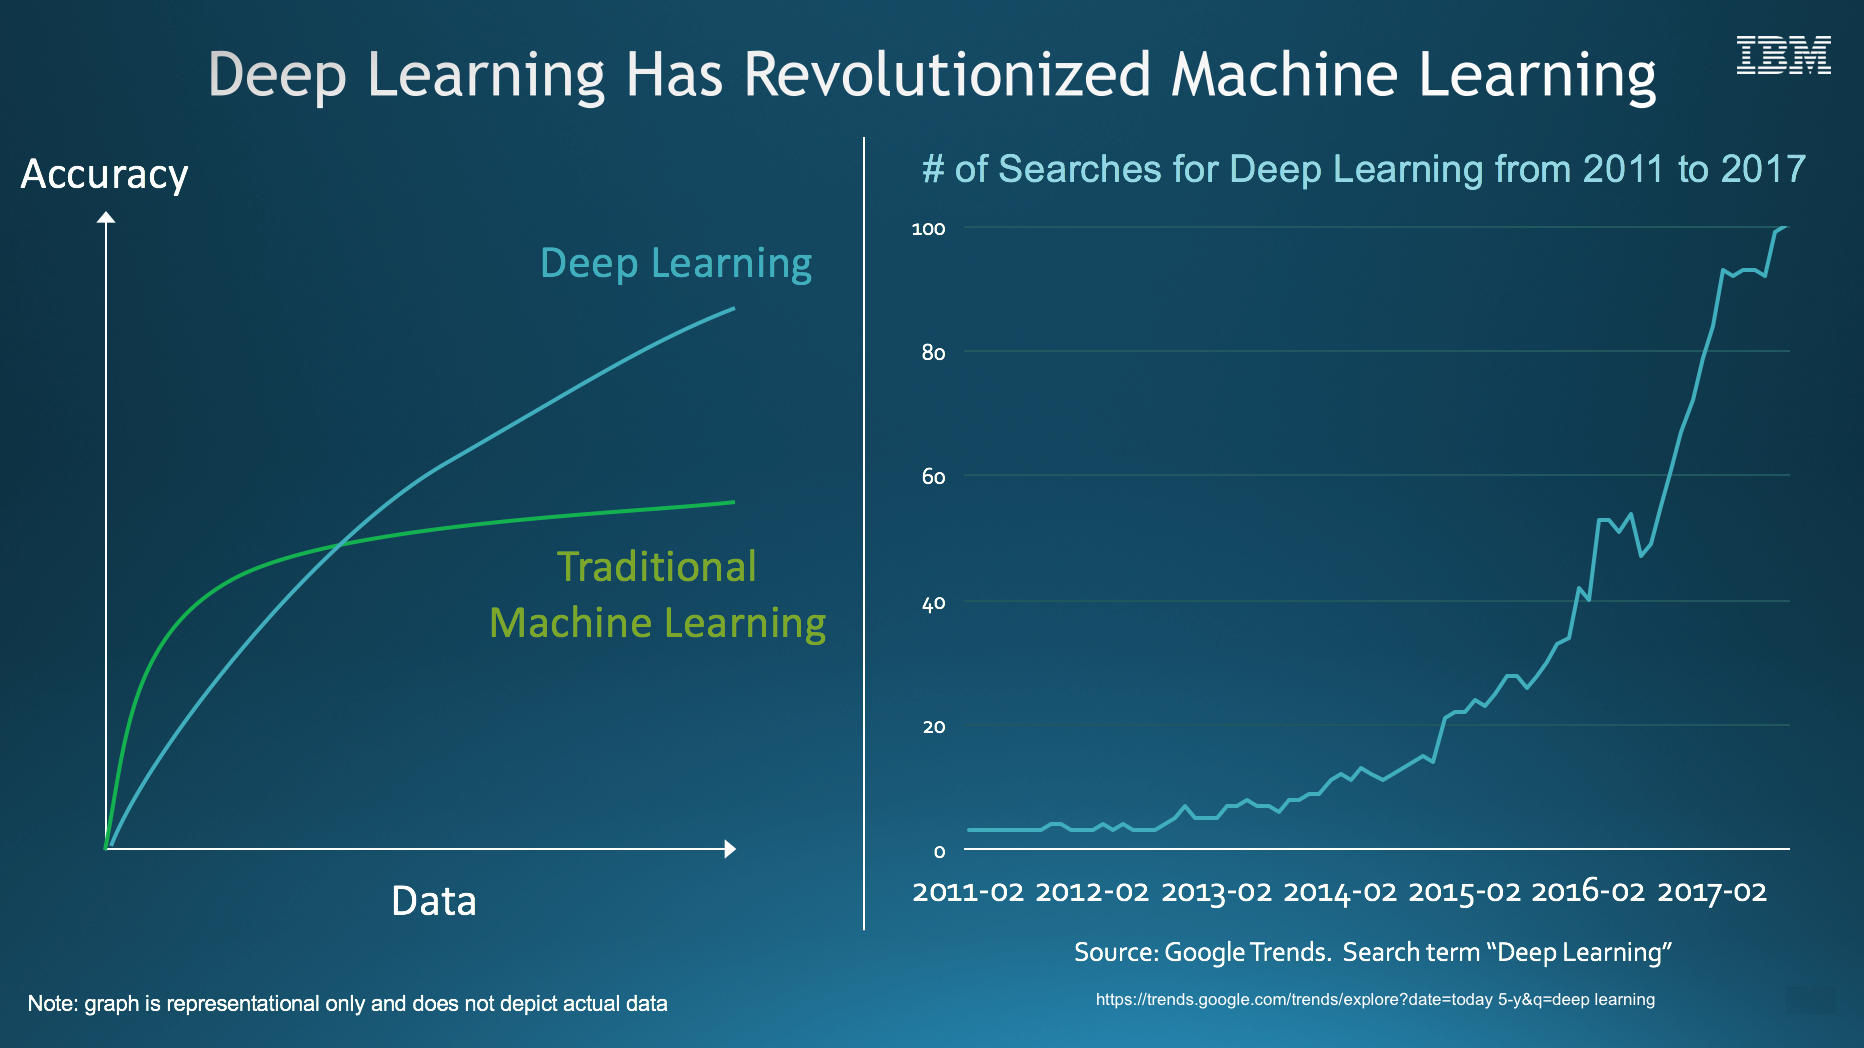 Deep Learning Has Revolutionized Machine Learning
IBM
Accuracy
Deep Learning
Traditional
Machine Learning
Data
Note: graph is representational only and does not depict actual data
# of Searches for Deep Learning from 2011 to 2017
100
80
60
40
20
0
2011-02 2012-02 2013-02 2014-02 2015-02 2016-02 2017-02
Source: Google Trends. Search term “Deep Learning”
https://trends.google.com/trends/explore?date=today 5-y&q=deep learning